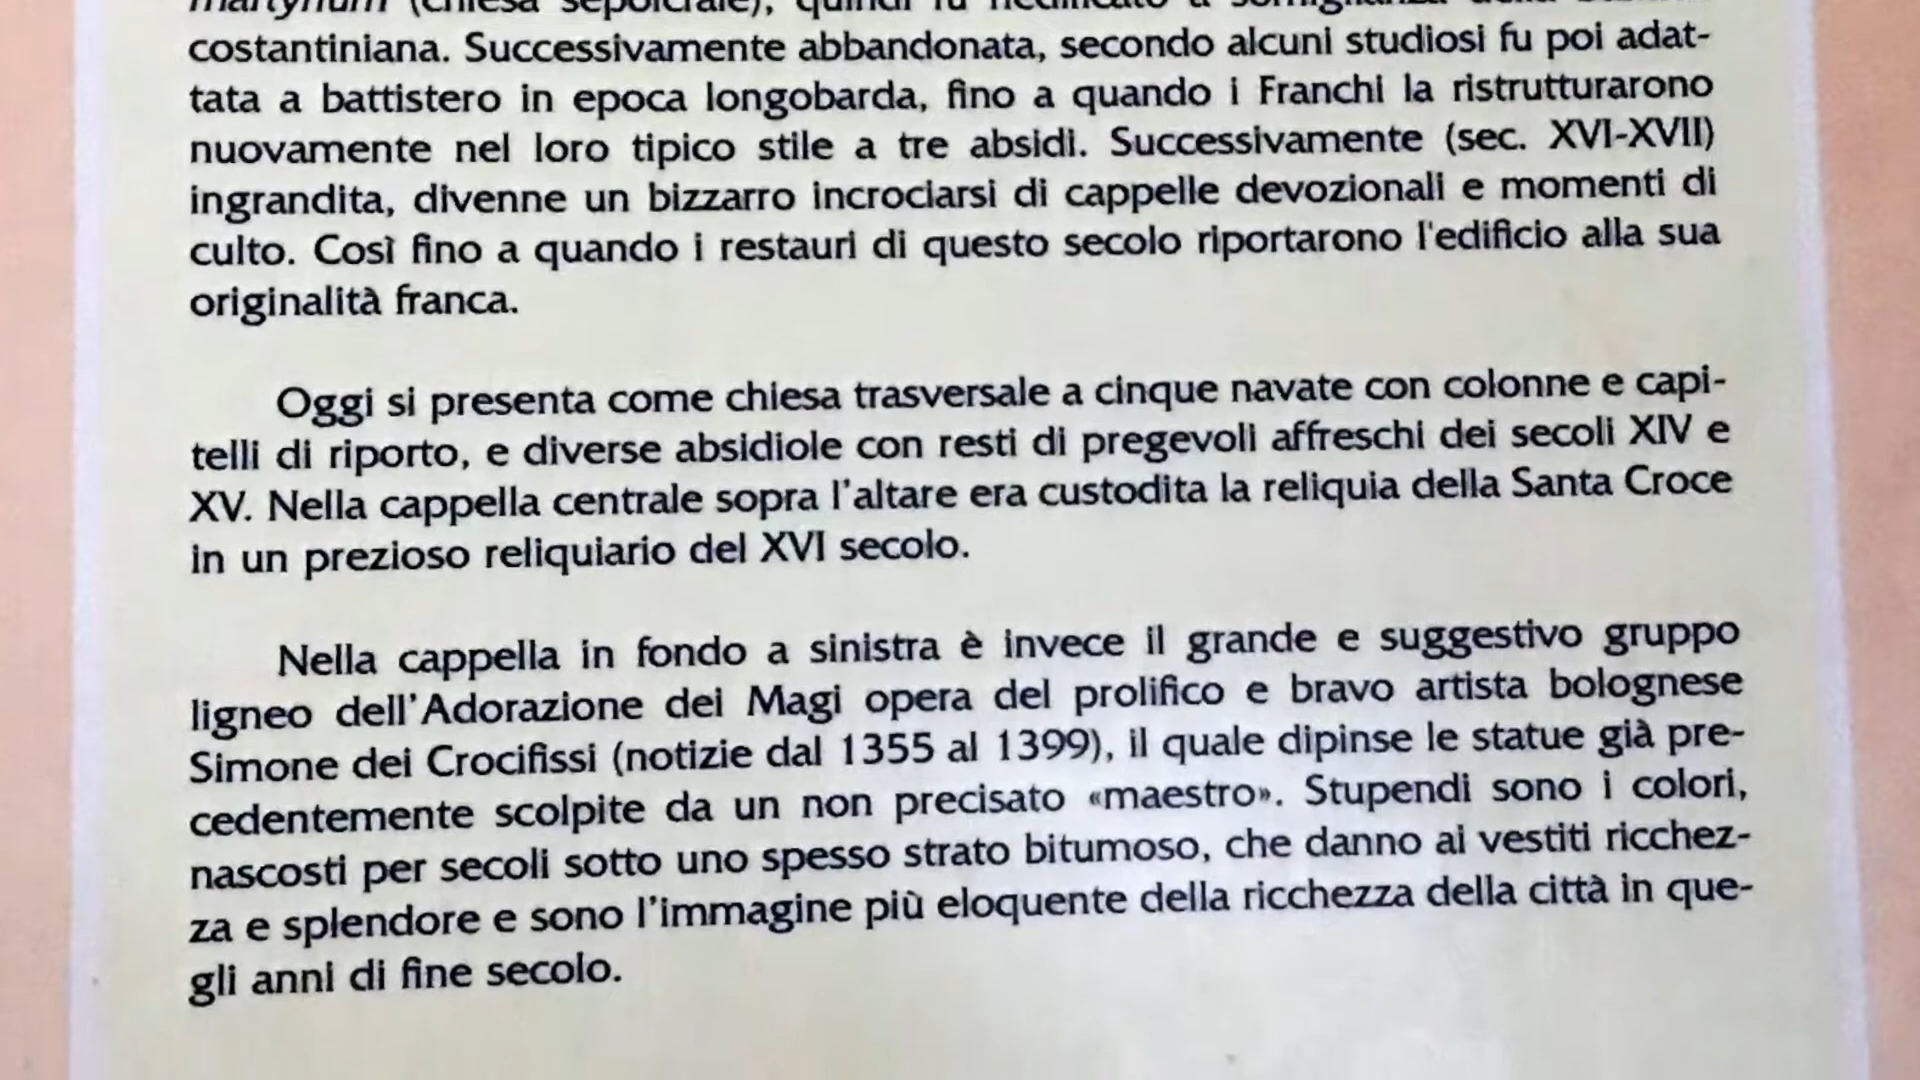 martyrium (chiesa sepolcrale), quindi fu riedificato a somiglianza della
costantiniana. Successivamente abbandonata, secondo alcuni studiosi fu poi adat-
tata a battistero in epoca longobarda, fino a quando i Franchi la ristrutturarono
nuovamente nel loro tipico stile a tre absidi. Successivamente (sec. XVI-XVII)
ingrandita, divenne un bizzarro incrociarsi di cappelle devozionali e momenti di
culto. Così fino a quando i restauri di questo secolo riportarono l'edificio alla sua
originalità franca.
Oggi si presenta come chiesa trasversale a cinque navate con colonne e capi-
telli di riporto, e diverse absidiole con resti di pregevoli affreschi dei secoli XIV e
XV. Nella cappella centrale sopra l'altare era custodita la reliquia della Santa Croce
in un prezioso reliquiario del XVI secolo.
Nella cappella in fondo a sinistra è invece il grande e suggestivo gruppo
ligneo dell'Adorazione dei Magi opera del prolifico e bravo artista bolognese
Simone dei Crocifissi (notizie dal 1355 al 1399), il quale dipinse le statue già pre-
cedentemente scolpite da un non precisato «maestro». Stupendi sono i colori,
nascosti per secoli sotto uno spesso strato bitumoso, che danno ai vestiti ricchez-
za e splendore e sono l'immagine più eloquente della ricchezza della città in que-
gli anni di fine secolo.